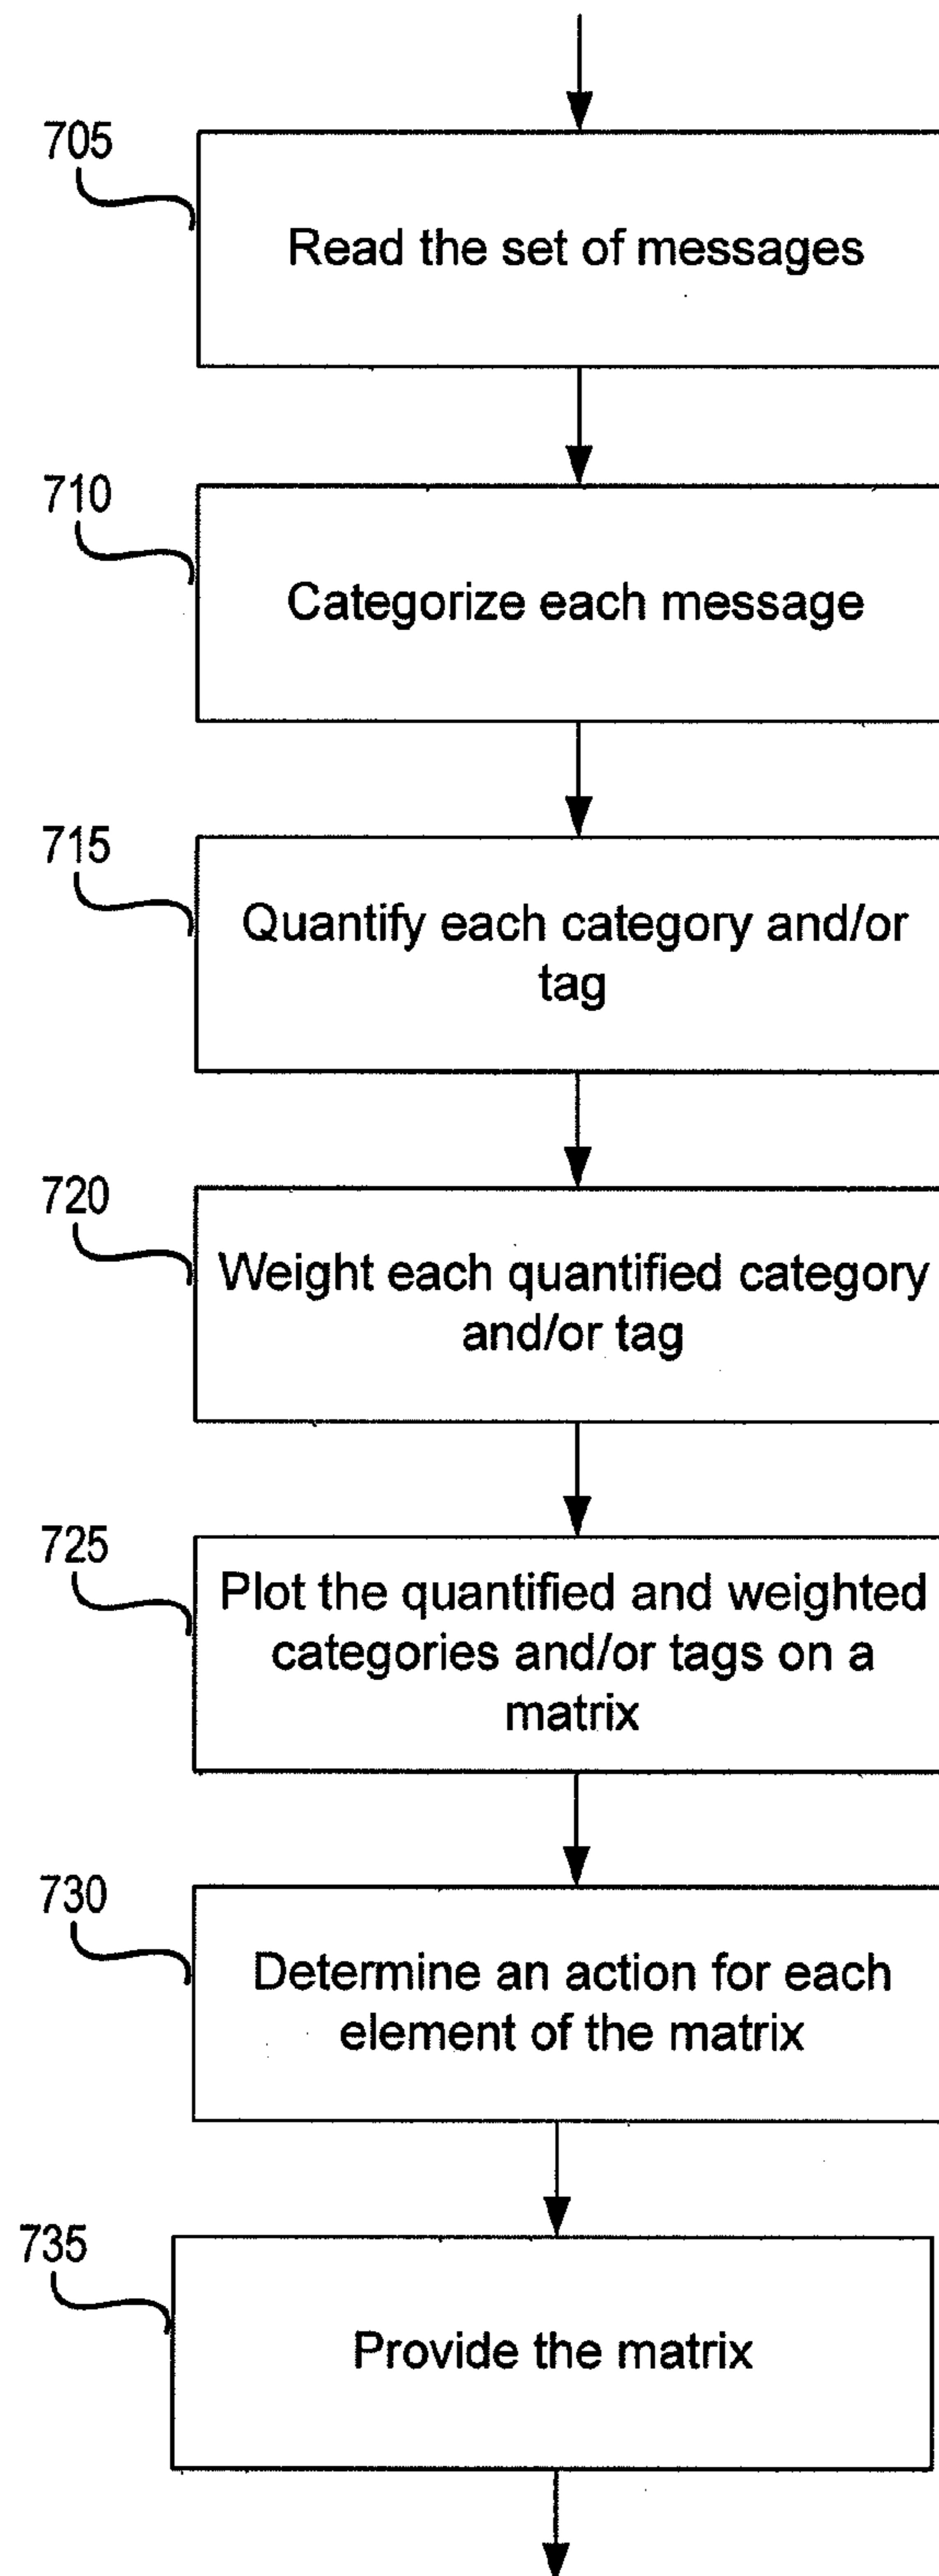 705
Read the set of messages
710
Categorize each message
715
Quantify each category and/or
tag
720
Weight each quantified category
and/or tag
725
Plot the quantified and weighted
categories and/or tags on a
matrix
730
Determine an action for each
element of the matrix
735
Provide the matrix